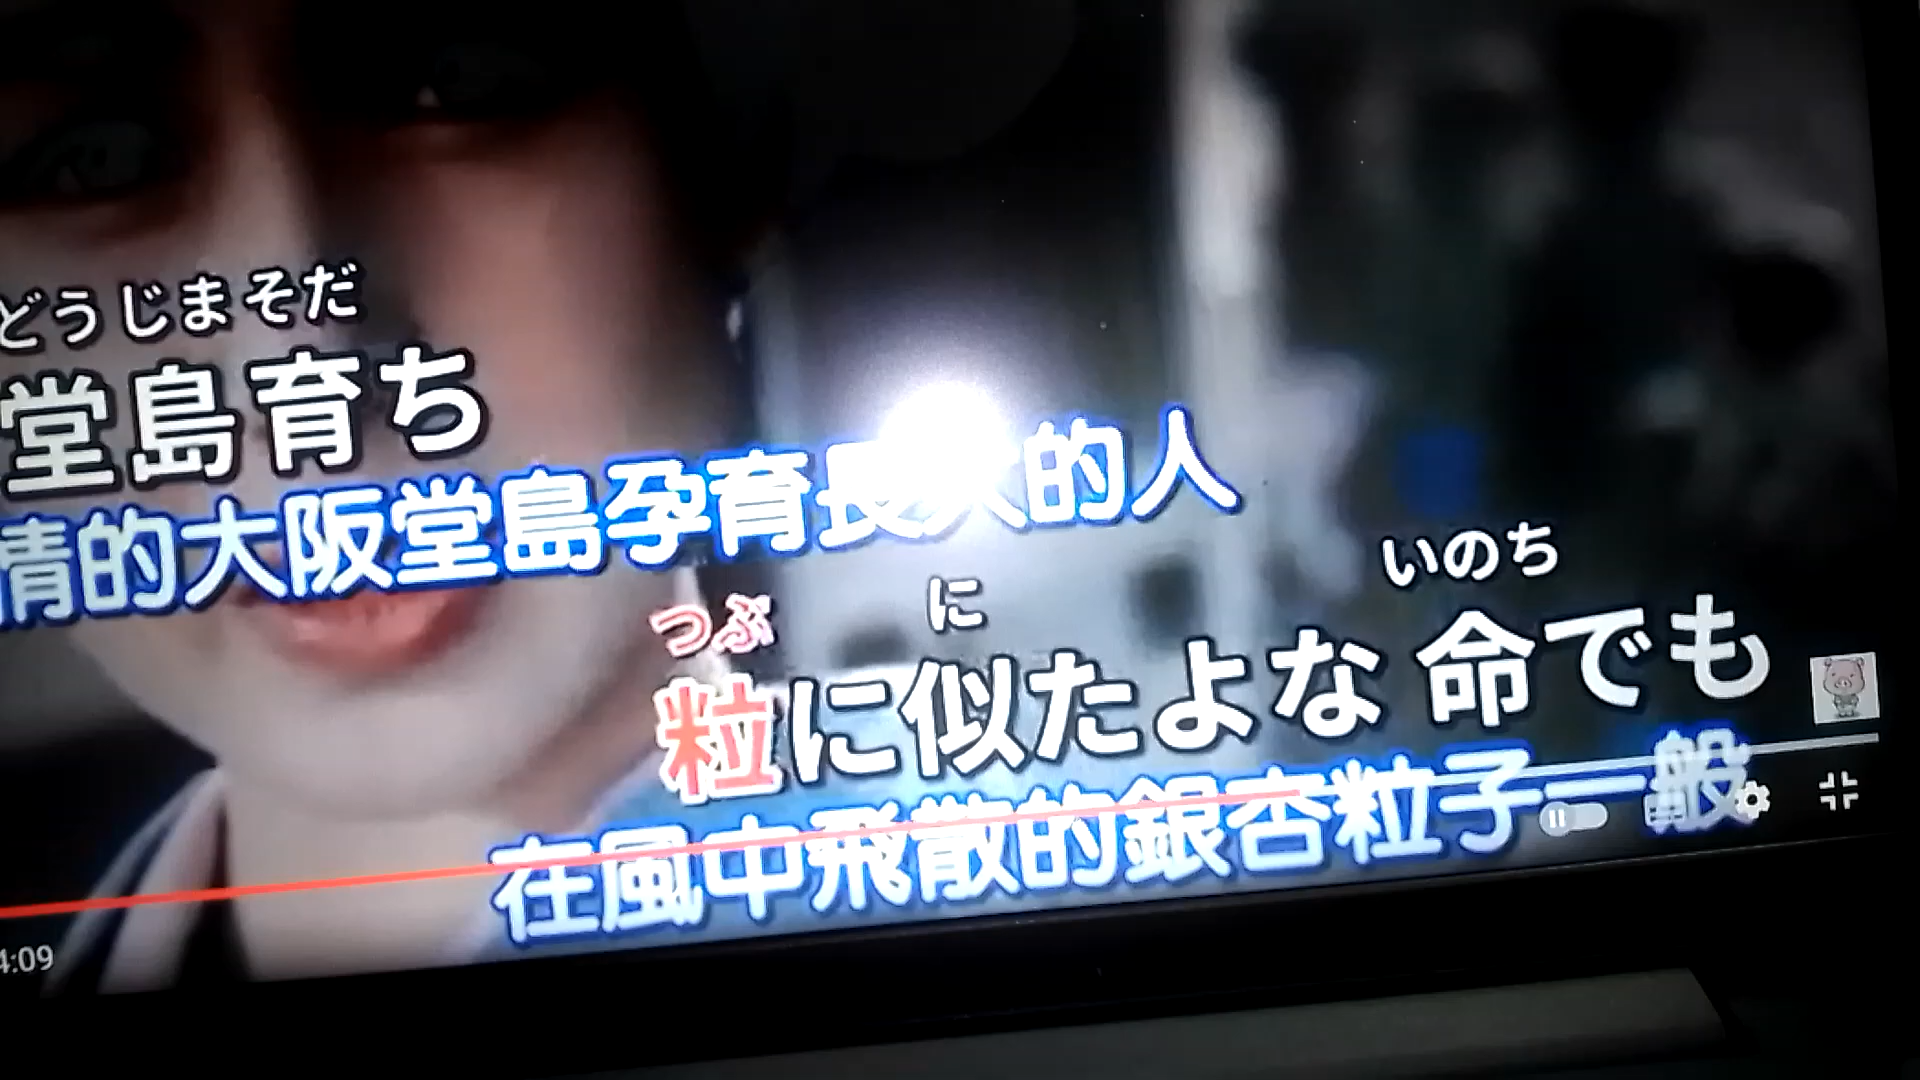 どうじまそだ
堂島育ち
情的大阪堂島孕育長大的人
つぶ に いのち
粒に似たよな 命でも
在風中飛散的銀杏粒子一般
4:09